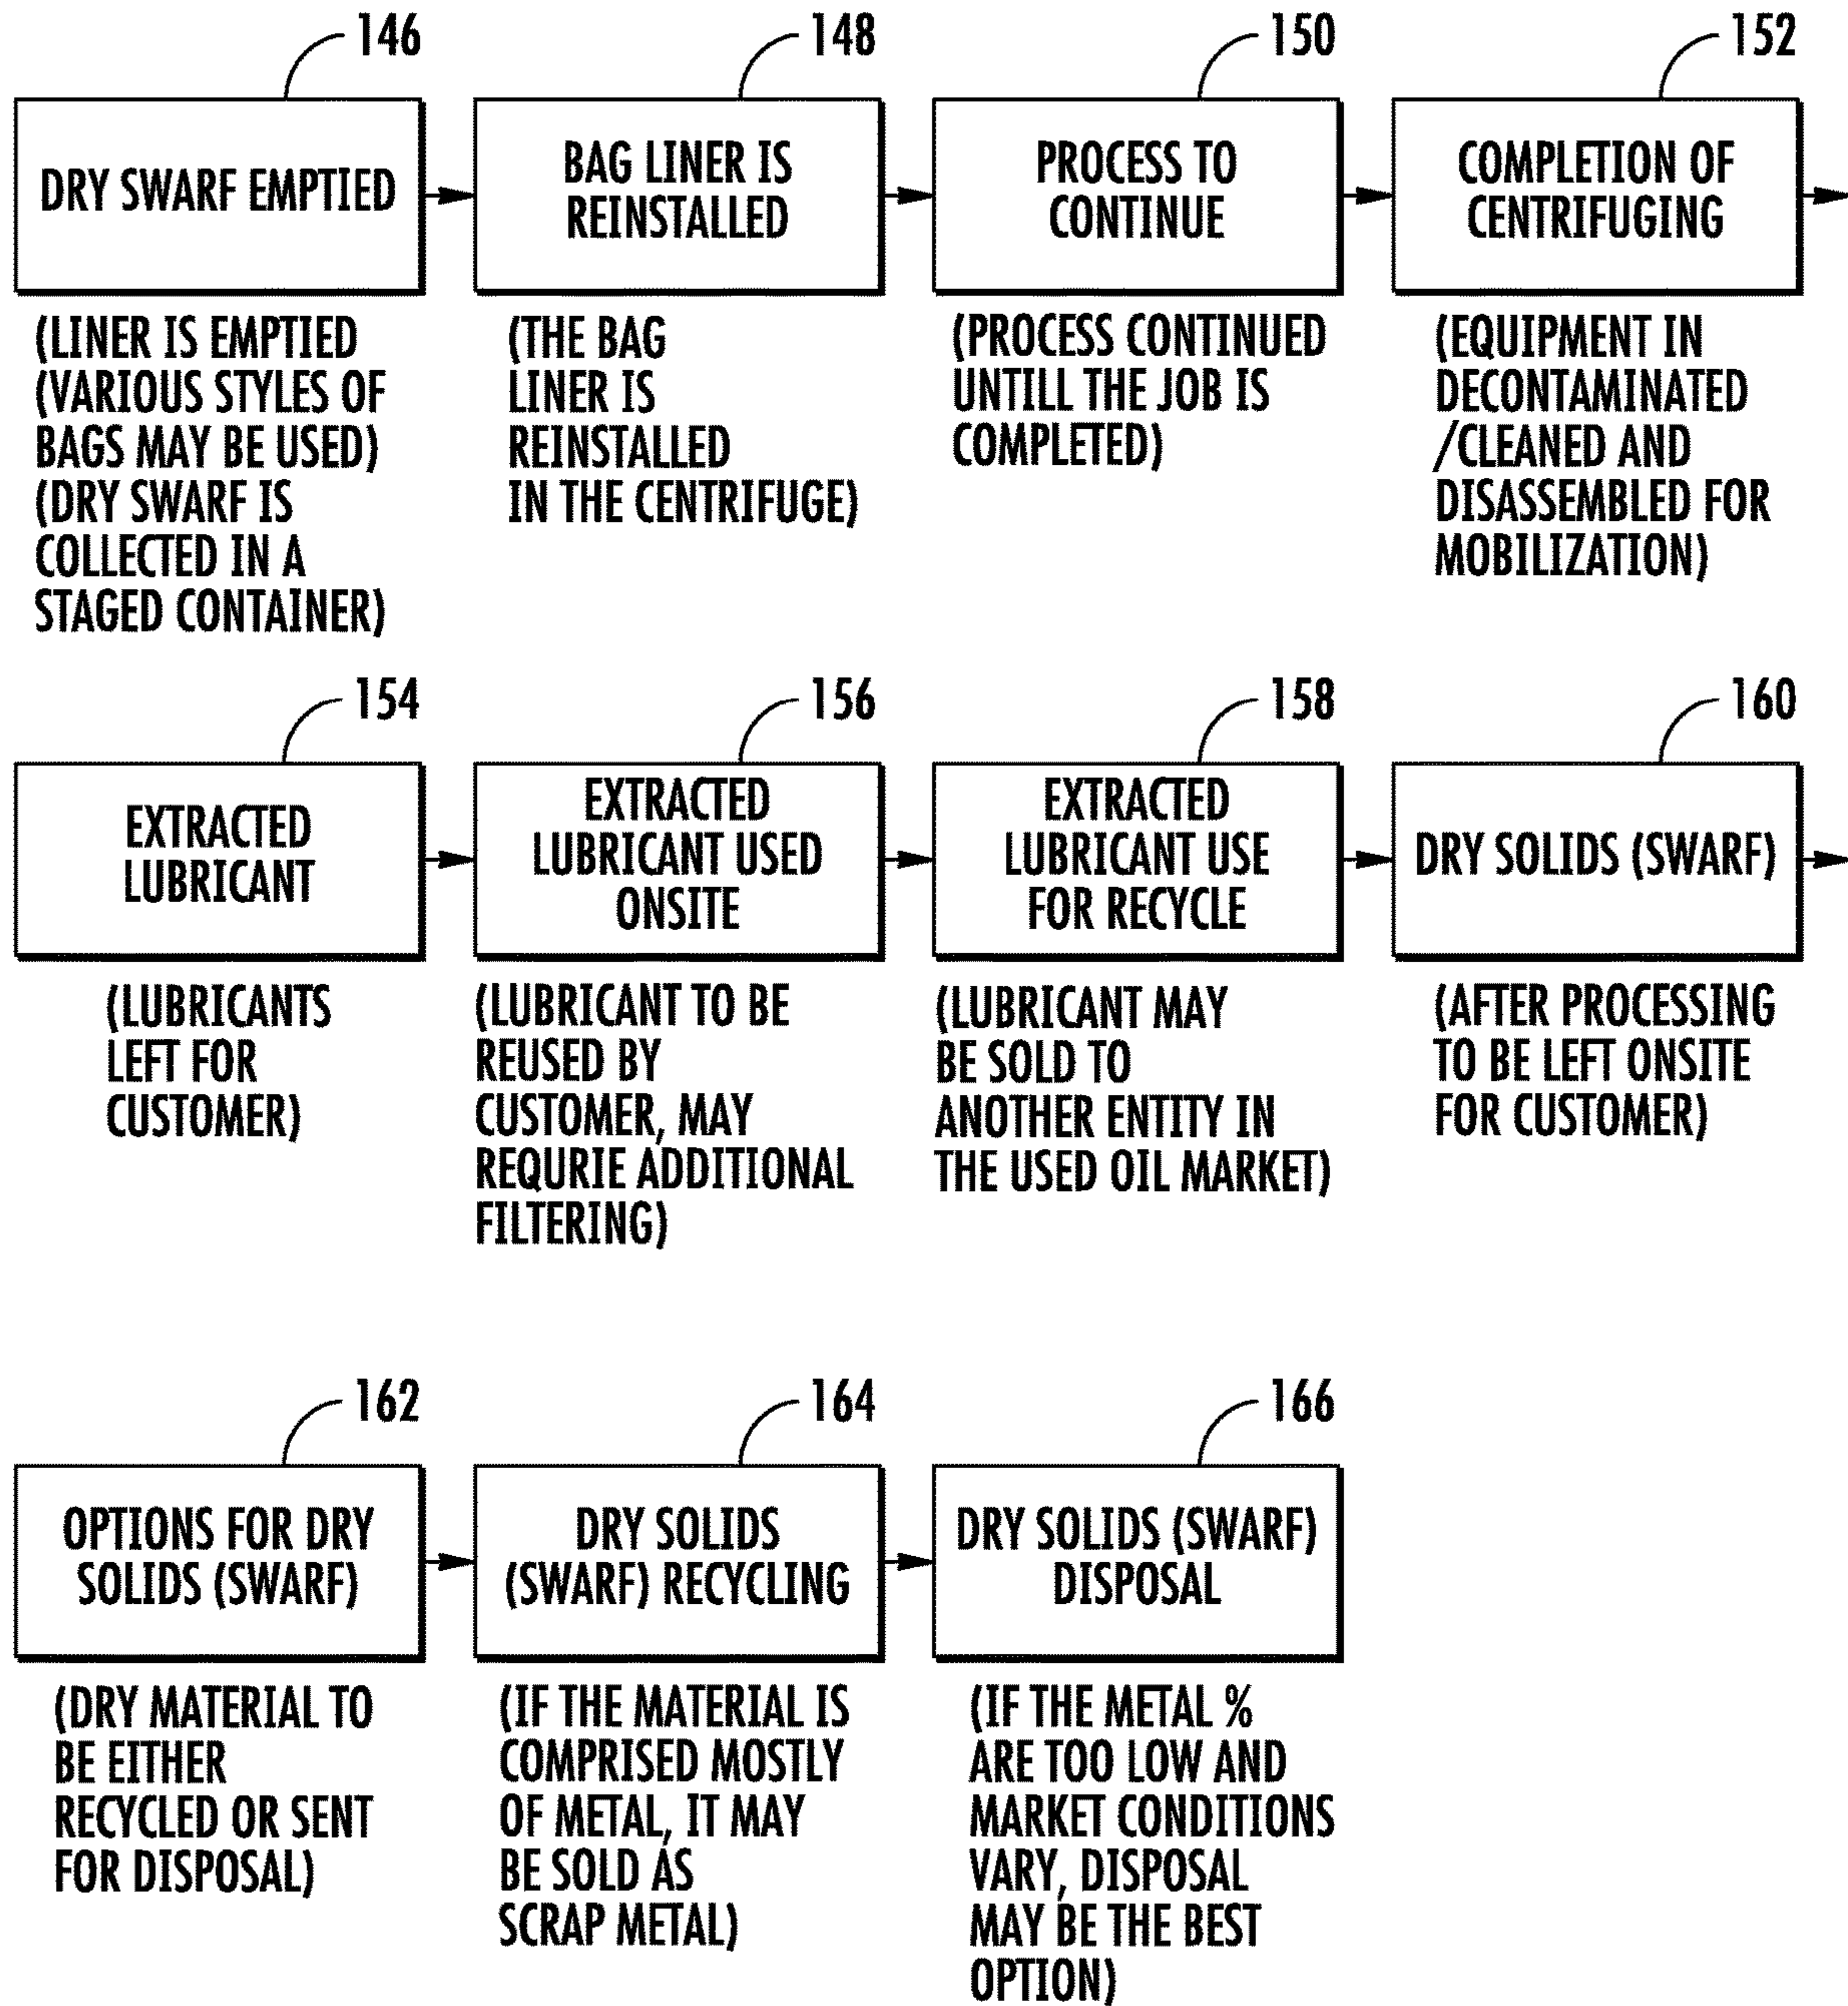 146
DRY SWARF EMPTIED
(LINER IS EMPTIED
(VARIOUS STYLES OF
BAGS MAY BE USED)
(DRY SWARF IS
COLLECTED IN A
STAGED CONTAINER)
148
BAG LINER IS
REINSTALLED
(THE BAG
LINER IS
REINSTALLED
IN THE CENTRIFUGE)
150
PROCESS TO
CONTINUE
(PROCESS CONTINUED
UNTILL THE JOB IS
COMPLETED)
152
COMPLETION OF
CENTRIFUGING
(EQUIPMENT IN
DECONTAMINATED
/CLEANED AND
DISASSEMBLED FOR
MOBILIZATION)
154
EXTRACTED
LUBRICANT
(LUBRICANTS
LEFT FOR
CUSTOMER)
156
EXTRACTED
LUBRICANT USED
ONSITE
(LUBRICANT TO BE
REUSED BY
CUSTOMER, MAY
REQURIE ADDITIONAL
FILTERING)
158
EXTRACTED
LUBRICANT USE
FOR RECYCLE
(LUBRICANT MAY
BE SOLD TO
ANOTHER ENTITY IN
THE USED OIL MARKET)
160
DRY SOLIDS (SWARF)
(AFTER PROCESSING
TO BE LEFT ONSITE
FOR CUSTOMER)
162
OPTIONS FOR DRY
SOLIDS (SWARF)
(DRY MATERIAL TO
BE EITHER
RECYCLED OR SENT
FOR DISPOSAL)
164
DRY SOLIDS
(SWARF) RECYCLING
(IF THE MATERIAL IS
COMPRISED MOSTLY
OF METAL, IT MAY
BE SOLD AS
SCRAP METAL)
166
DRY SOLIDS (SWARF)
DISPOSAL
(IF THE METAL %
ARE TOO LOW AND
MARKET CONDITIONS
VARY, DISPOSAL
MAY BE THE BEST
OPTION)